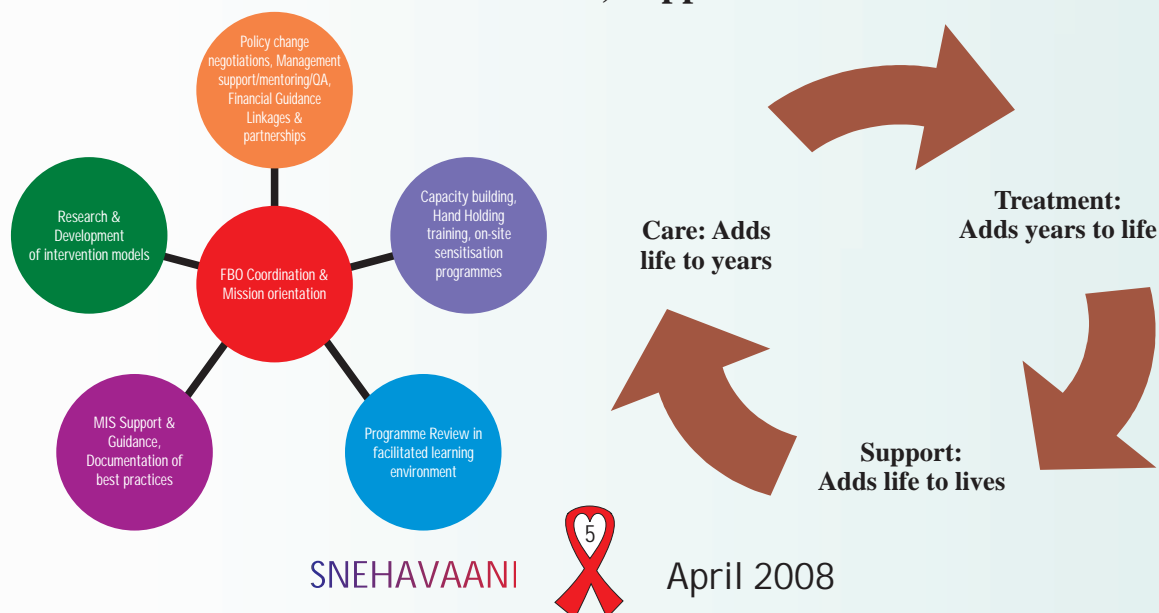 Policy change
negotiations, Management
support/mentoring/QA,
Financial Guidance
Linkages &
partnerships
Research &
Development
of intervention models
Capacity building,
Hand Holding
training, on-site
sensitisation
programmes
FBO Coordination &
Mission orientation
MIS Support &
Guidance,
Documentation of
best practices
Programme Review in
facilitated learning
environment
Care: Adds
life to years
Treatment:
Adds years to life
Support:
Adds life to lives
SNEHAVAANI
5
April 2008